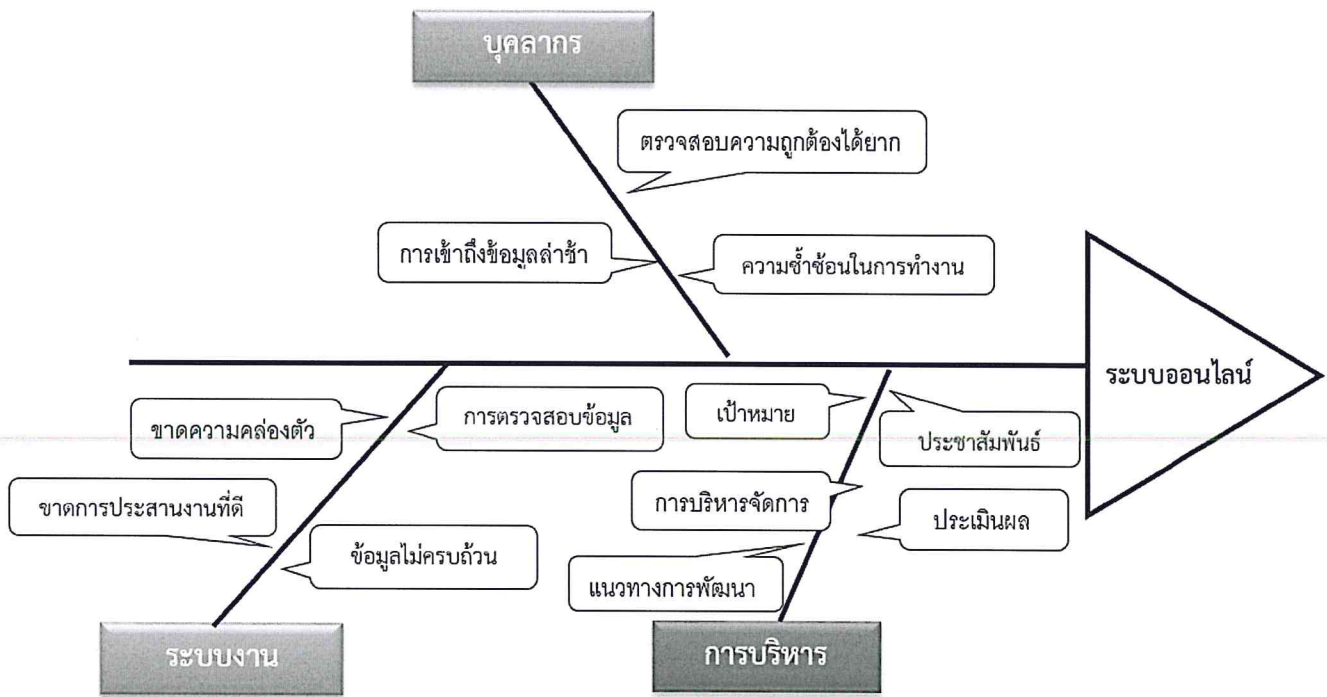 บุคลากร
ตรวจสอบความถูกต้องได้ยาก
การเข้าถึงข้อมูลล่าช้า
ความซ้ำซ้อนในการทำงาน
ระบบออนไลน์
ขาดความคล่องตัว
การตรวจสอบข้อมูล
เป้าหมาย
ประชาสัมพันธ์
ขาดการประสานงานที่ดี
การบริหารจัดการ
ประเมินผล
ข้อมูลไม่ครบถ้วน
แนวทางการพัฒนา
ระบบงาน
การบริหาร